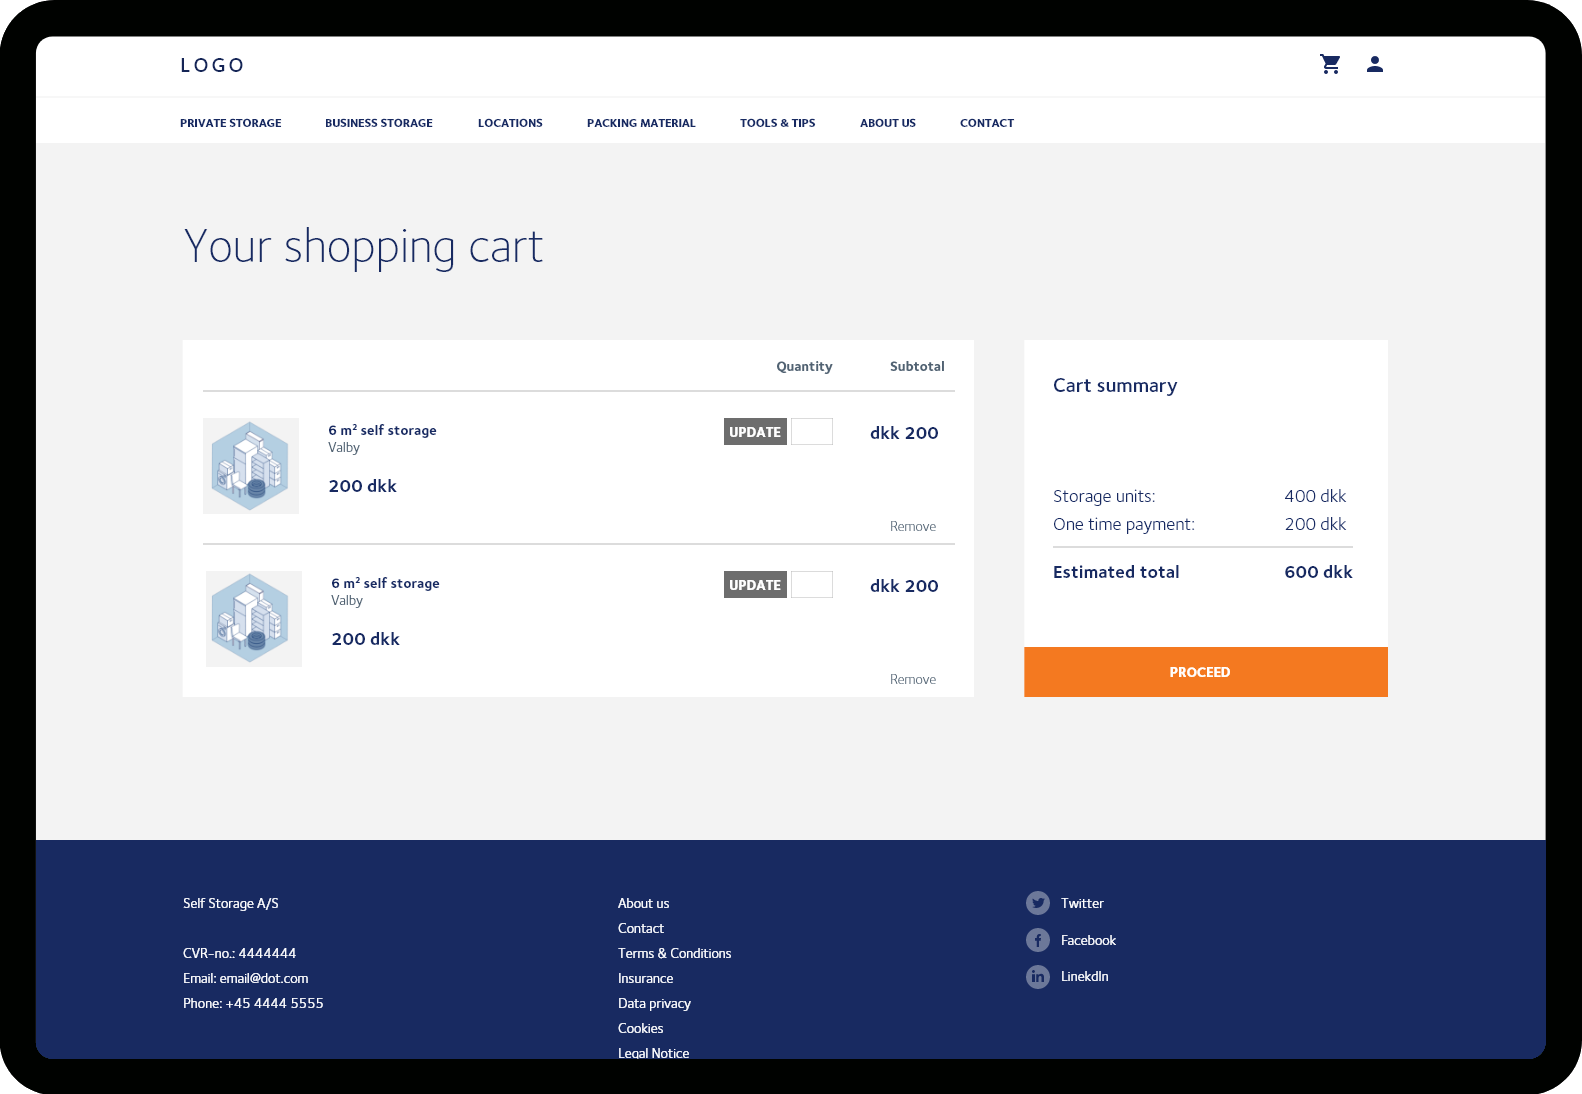 LOGO
PRIVATE STORAGE BUSINESS STORAGE LOCATIONS PACKING MATERIAL TOOLS & TIPS ABOUT US CONTACT
Your shopping cart
Quantity Subtotal
6 m² self storage
Valby
200 dkk
UPDATE
dkk 200
Remove
6 m² self storage
Valby
200 dkk
UPDATE
dkk 200
Remove
Cart summary
Storage units: 400 dkk
One time payment: 200 dkk
Estimated total 600 dkk
PROCEED
Self Storage A/S
CVR-no.: 4444444
Email: email@dot.com
Phone: +45 4444 5555
About us
Contact
Terms & Conditions
Insurance
Data privacy
Cookies
Legal Notice
Twitter
Facebook
LinekdIn